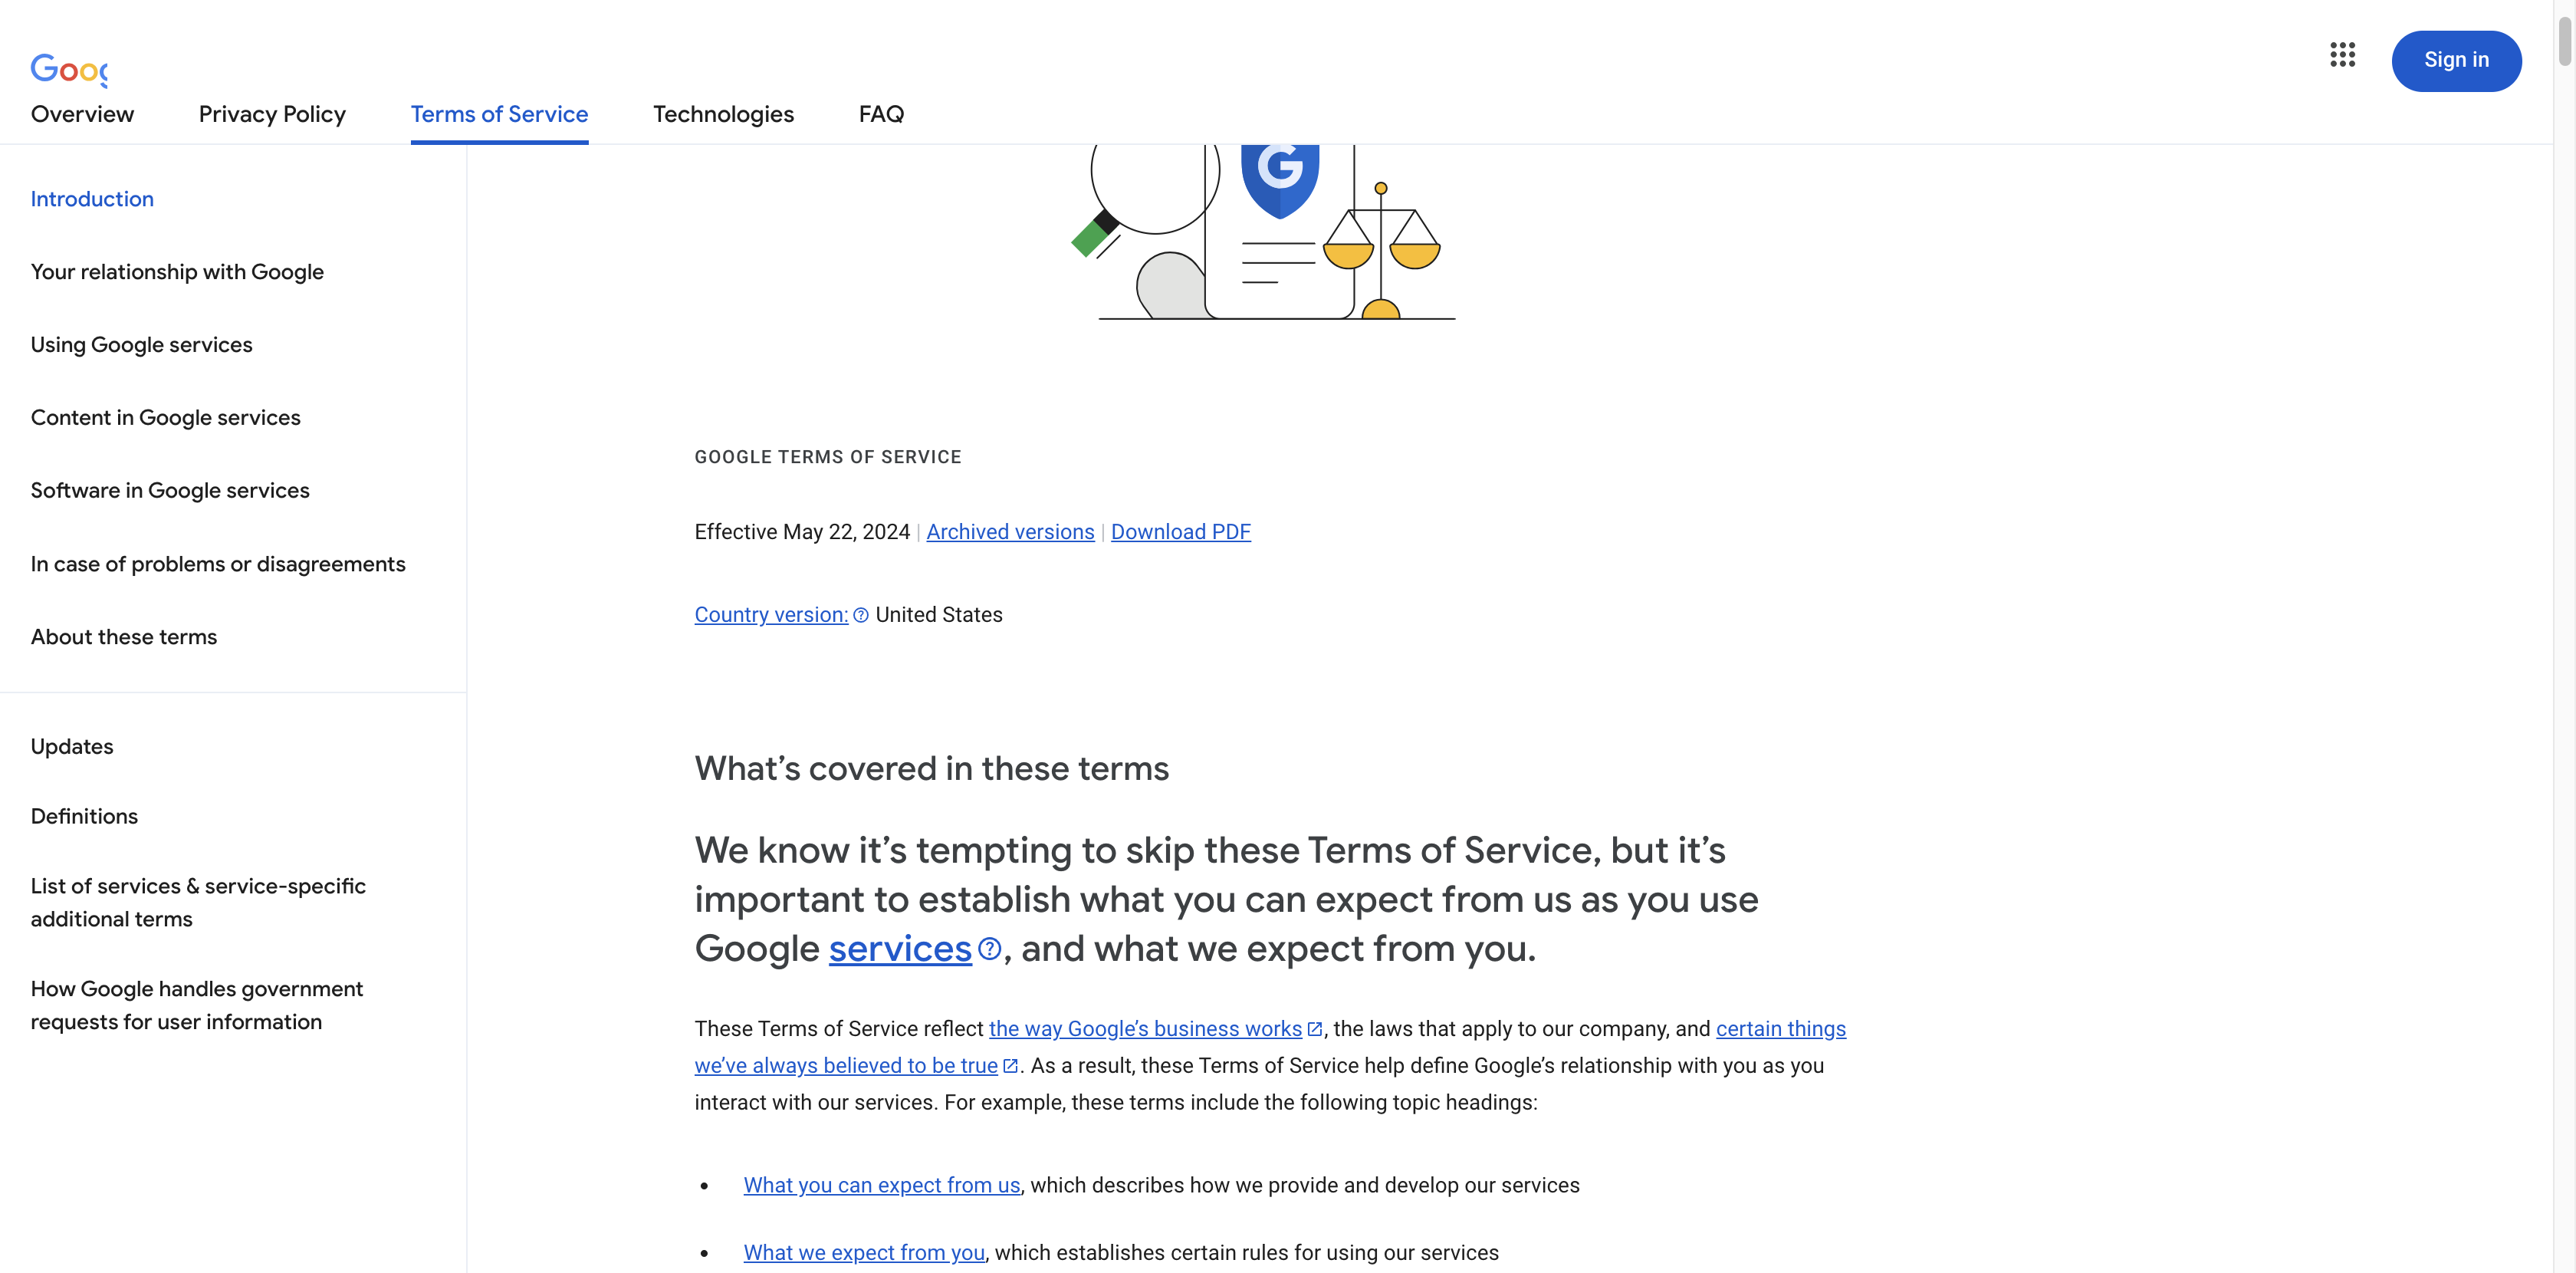 Goog
Sign in
Overview
Privacy Policy
Terms of Service
Technologies
FAQ
Introduction
Your relationship with Google
Using Google services
Content in Google services
Software in Google services
In case of problems or disagreements
About these terms
Updates
Definitions
List of services & service-specific
additional terms
How Google handles government
requests for user information
G
GOOGLE TERMS OF SERVICE
Effective May 22, 2024 | Archived versions | Download PDF
Country version: United States
What’s covered in these terms
We know it’s tempting to skip these Terms of Service, but it’s
important to establish what you can expect from us as you use
Google services, and what we expect from you.
These Terms of Service reflect the way Google’s business works, the laws that apply to our company, and certain things
we’ve always believed to be true. As a result, these Terms of Service help define Google’s relationship with you as you
interact with our services. For example, these terms include the following topic headings:
• What you can expect from us, which describes how we provide and develop our services
• What we expect from you, which establishes certain rules for using our services